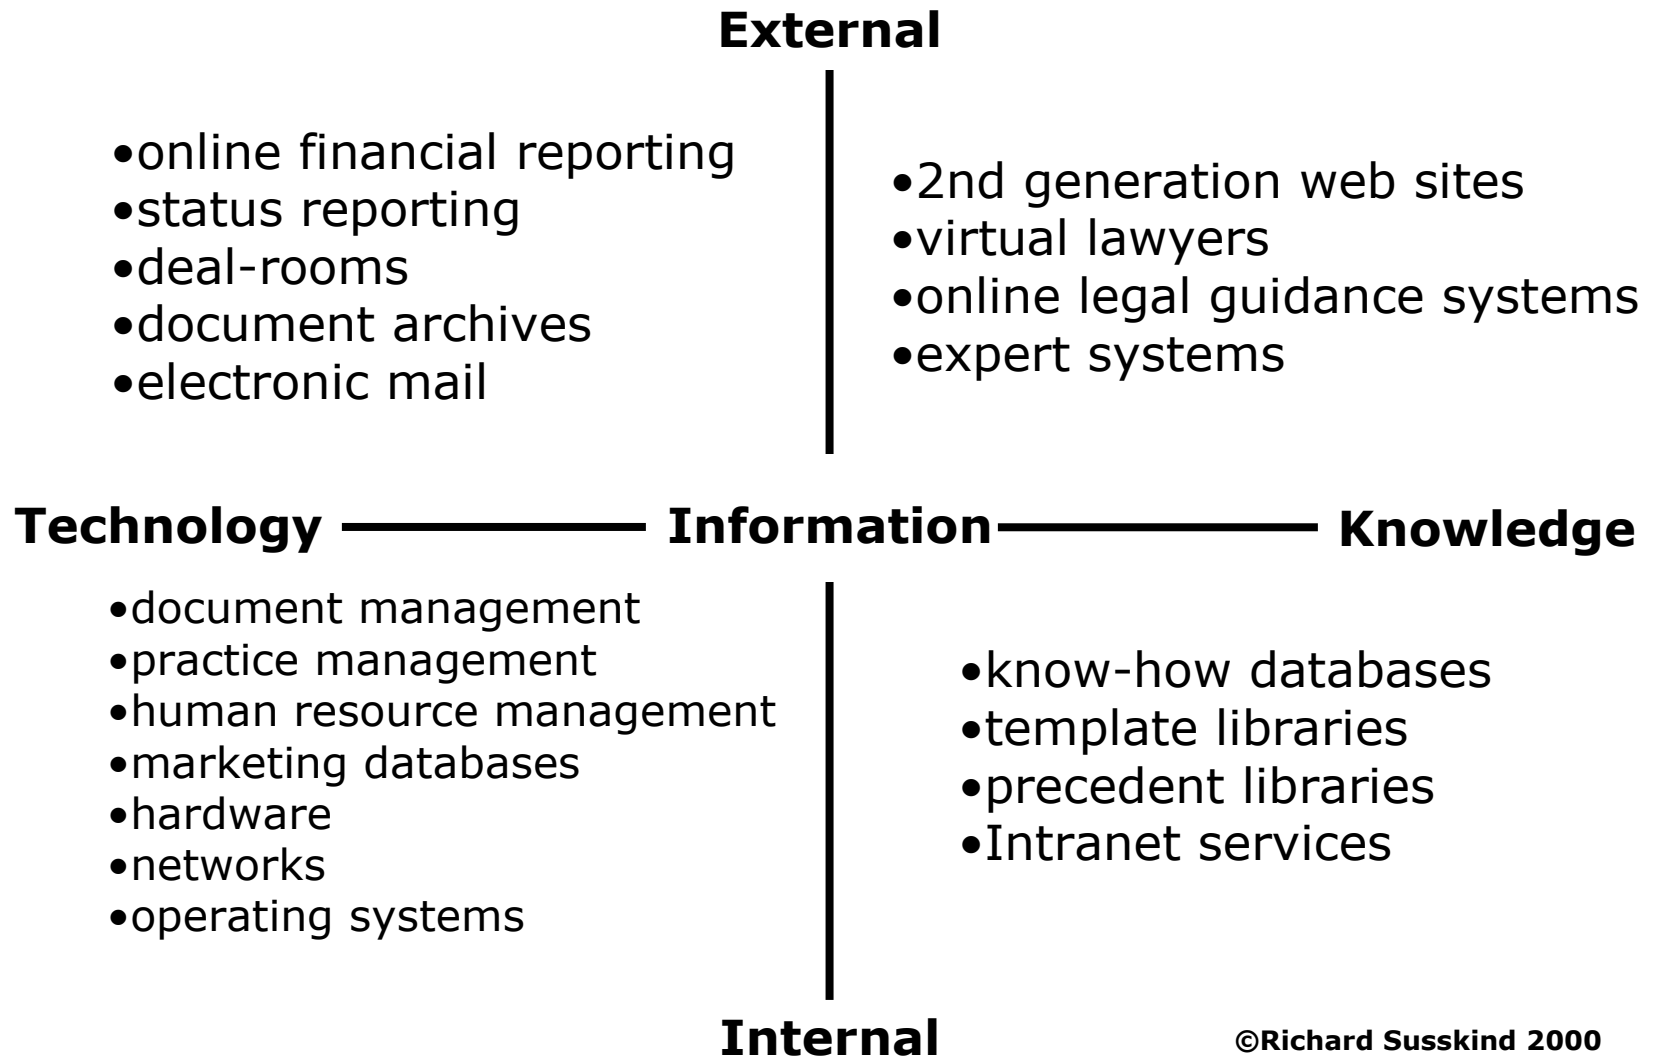 External
•online financial reporting
•status reporting
•deal-rooms
•document archives
•electronic mail
•2nd generation web sites
•virtual lawyers
•online legal guidance systems
•expert systems
Technology Information Knowledge
•document management
•practice management
•human resource management
•marketing databases
•hardware
•networks
•operating systems
•know-how databases
•template libraries
•precedent libraries
•Intranet services
Internal
©Richard Susskind 2000